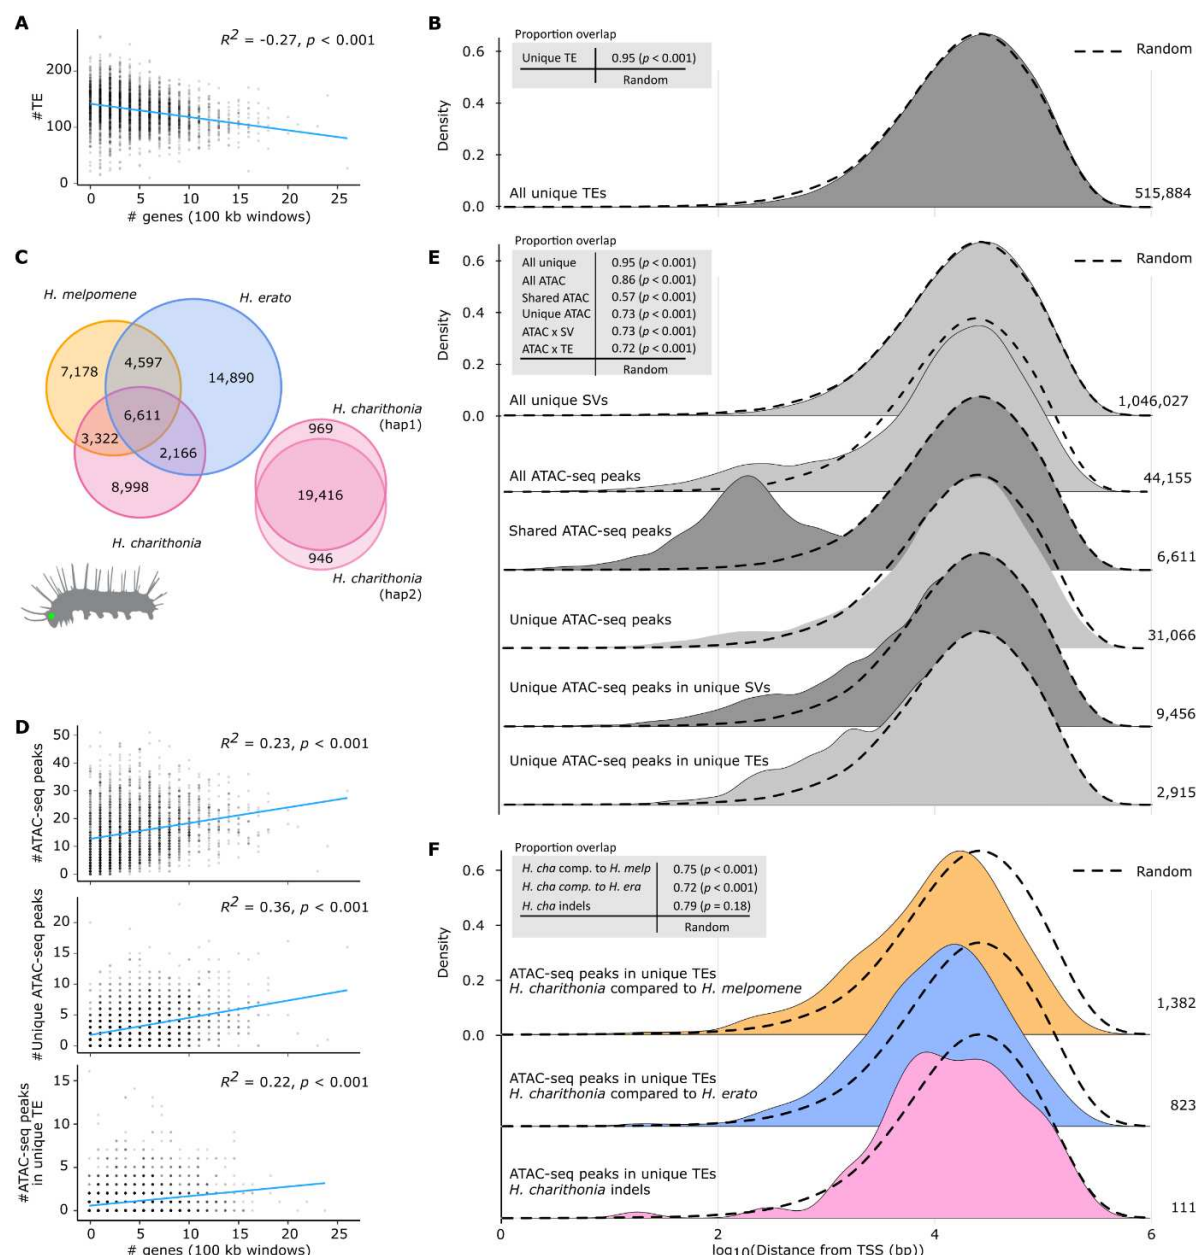 A
R2 = -0.27, p < 0.001
#TE
200
100
0
0 5 10 15 20 25
# genes (100 kb windows)
B
Proportion overlap
Unique TE 0.95 (p < 0.001)
Random
Random
Density
0.6
0.4
0.2
0.0
All unique TEs
515,884
2 4 6
C
H. melpomene
H. erato
7,178
4,597
14,890
6,611
3,322
2,166
8,998
H. charithonia
H. charithonia
(hap1)
969
19,416
946
H. charithonia
(hap2)
D
R2 = 0.23, p < 0.001
#ATAC-seq peaks
50
40
30
20
10
0
R2 = 0.36, p < 0.001
#Unique ATAC-seq peaks
20
15
10
5
0
R2 = 0.22, p < 0.001
#ATAC-seq peaks
in unique TE
15
10
5
0
0 5 10 15 20 25
# genes (100 kb windows)
E
Proportion overlap
All unique 0.95 (p < 0.001)
All ATAC 0.86 (p < 0.001)
Shared ATAC 0.57 (p < 0.001)
Unique ATAC 0.73 (p < 0.001)
ATAC x SV 0.73 (p < 0.001)
ATAC x TE 0.72 (p < 0.001)
Random
Random
Density
0.6
0.4
0.2
0.0
All unique SVs
1,046,027
All ATAC-seq peaks
44,155
Shared ATAC-seq peaks
6,611
Unique ATAC-seq peaks
31,066
Unique ATAC-seq peaks in unique SVs
9,456
Unique ATAC-seq peaks in unique TEs
2,915
F
Proportion overlap
H. cha comp. to H. melp 0.75 (p < 0.001)
H. cha comp. to H. era 0.72 (p < 0.001)
H. cha indels 0.79 (p = 0.18)
Random
Random
Density
0.6
0.4
0.2
0.0
ATAC-seq peaks in unique TEs
H. charithonia compared to H. melpomene
1,382
ATAC-seq peaks in unique TEs
H. charithonia compared to H. erato
823
ATAC-seq peaks in unique TEs
H. charithonia indels
111
0 2 4 6
log10(Distance from TSS (bp))